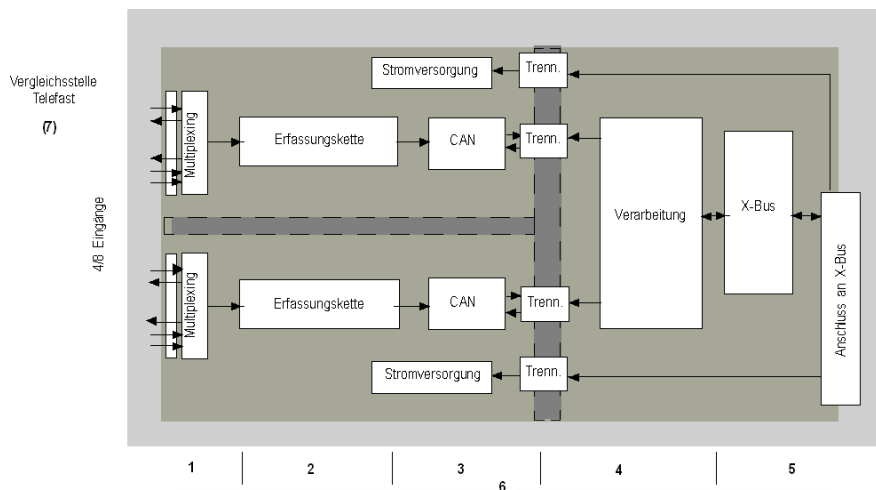 Vergleichsstelle
Telefast
(7)
4/8 Eingänge
Stromversorgung
Trenn.
Multiplexing
Erfassungskette
CAN
Trenn.
Verarbeitung
X-Bus
Anschluss an X-Bus
Multiplexing
Erfassungskette
CAN
Trenn.
Stromversorgung
Trenn.
1 2 3 4 5
6